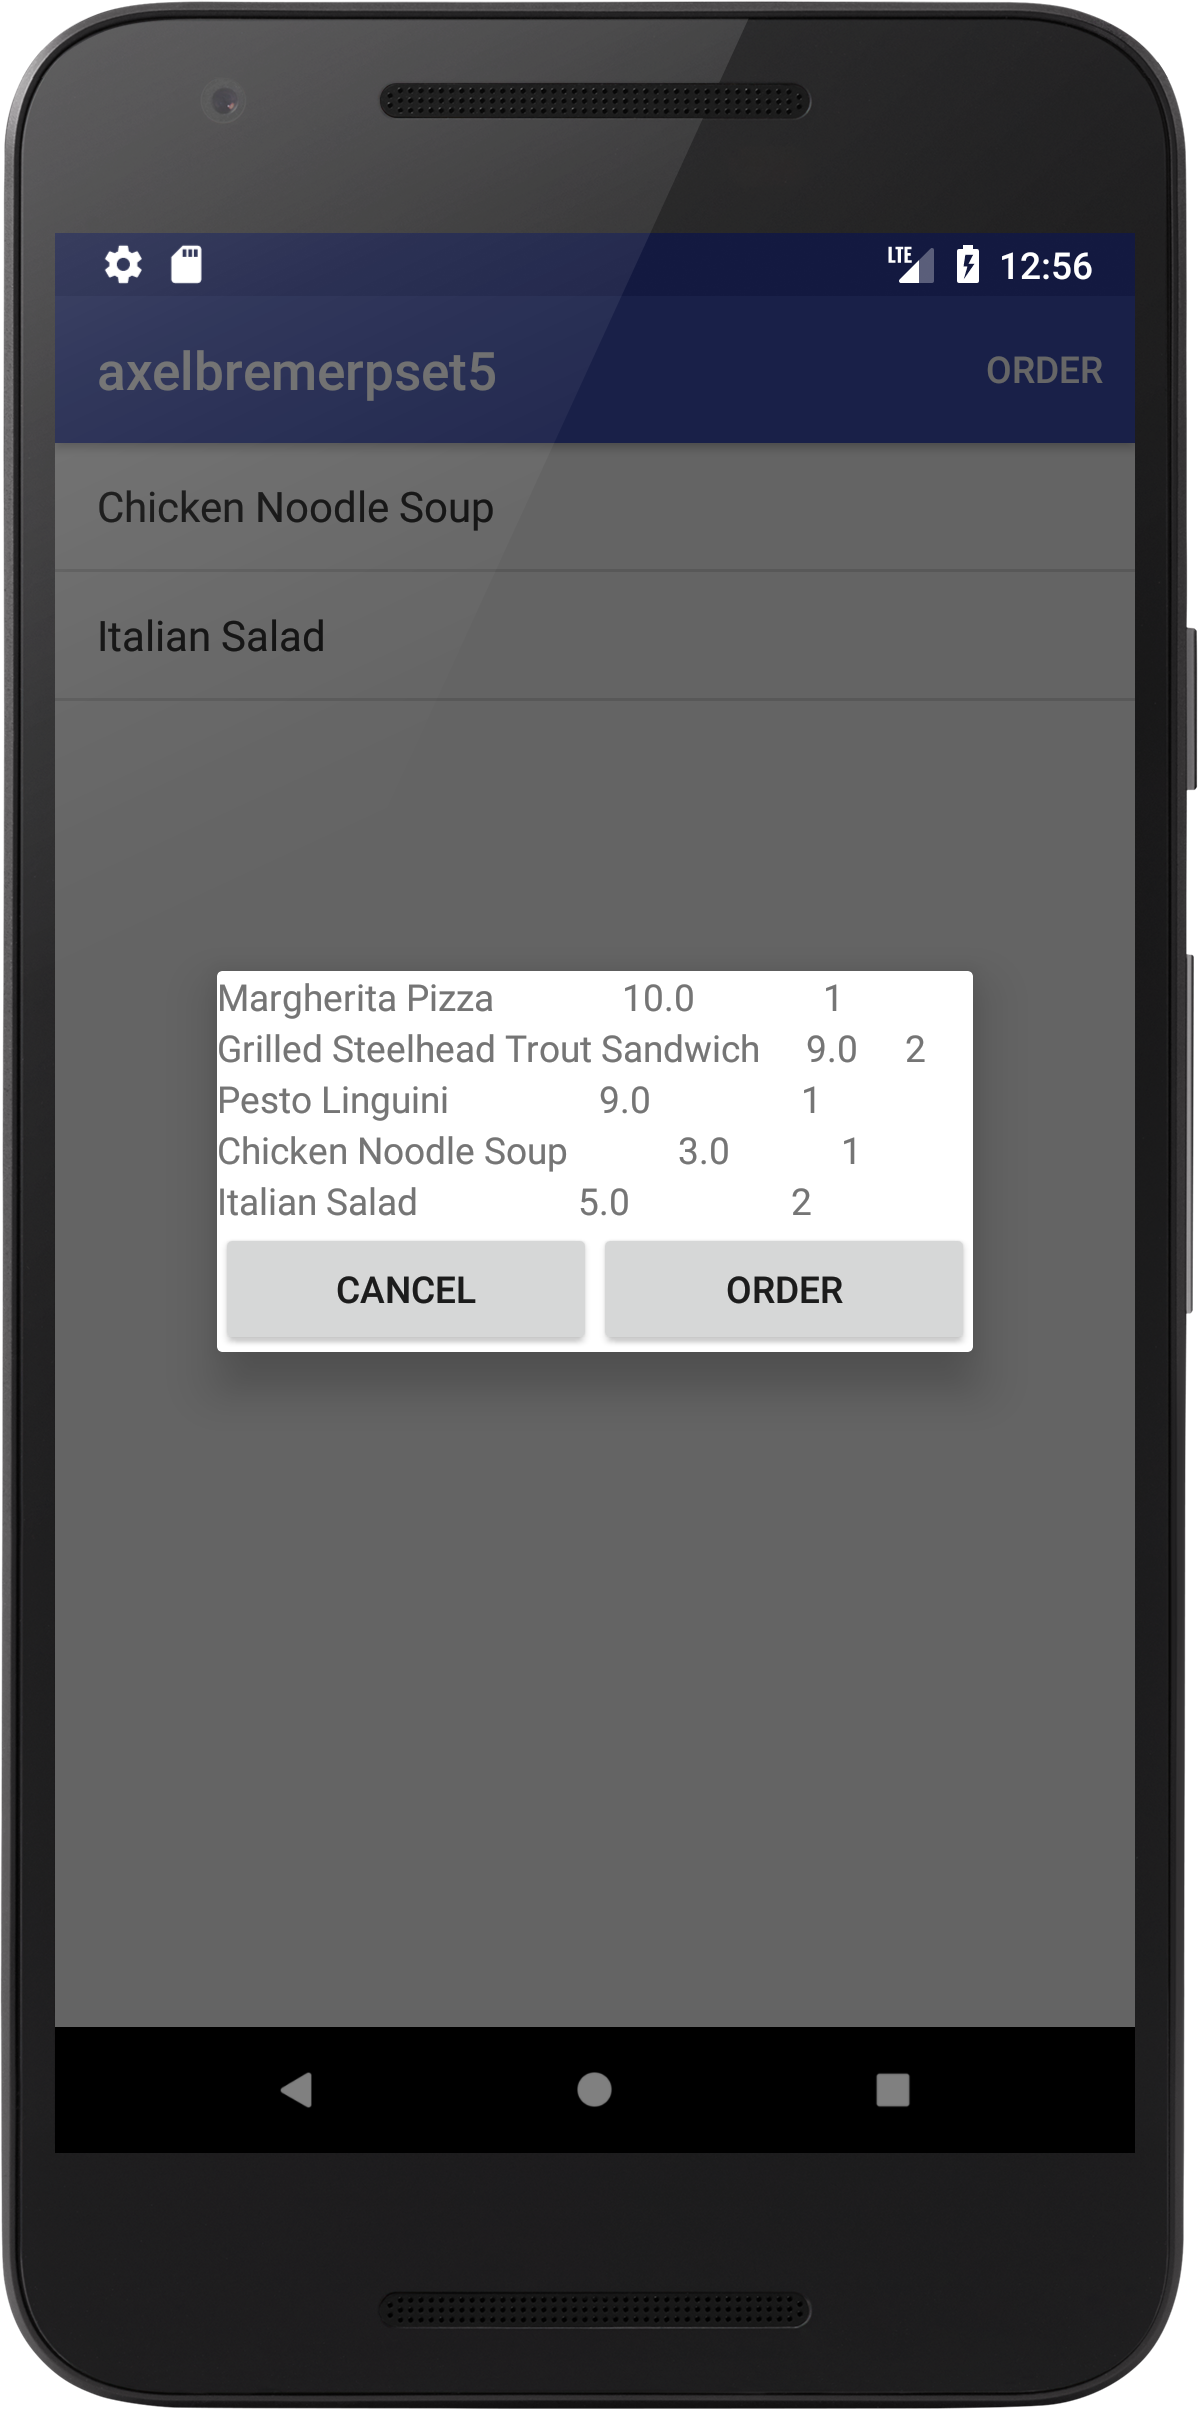 LTE 12:56
axelbremerpset5 ORDER
Chicken Noodle Soup
Italian Salad
Margherita Pizza 10.0 1
Grilled Steelhead Trout Sandwich 9.0 2
Pesto Linguini 9.0 1
Chicken Noodle Soup 3.0 1
Italian Salad 5.0 2
CANCEL ORDER